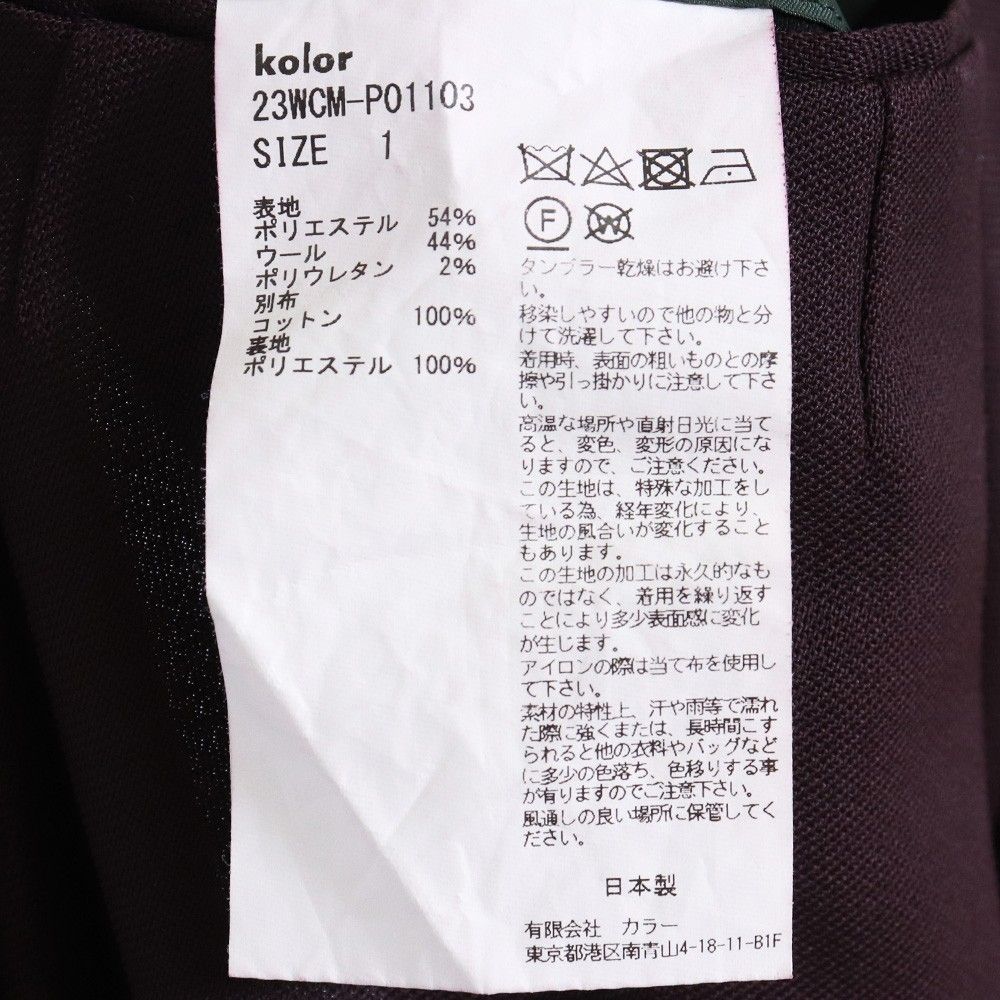 kolor
23WCM-P01103
SIZE 1
表地
ポリエステル 54%
ウール 44%
ポリウレタン 2%
別布
コットン 100%
裏地
ポリエステル 100%
F
W
タンブラー乾燥はお避け下さ
い。
移染しやすいので他の物と分
けて洗濯して下さい。
着用時、表面の粗いものとの摩
擦や引っ掛かりに注意して下さ
い。
高温な場所や直射日光に当て
ると、変色、変形の原因にな
りますので、ご注意ください。
この生地は、特殊な加工をし
ている為、経年変化により、
生地の風合いが変化すること
もあります。
この生地の加工は永久的なも
のではなく、着用を繰り返す
ことにより多少表面感に変化
が生じます。
アイロンの際は当て布を使用し
て下さい。
素材の特性上、汗や雨等で濡れ
た際に強くまたは、長時間こす
られると他の衣料やバッグなど
に多少の色落ち、色移りする事
が有りますのでご注意下さい。
風通しの良い場所に保管してく
ださい。
日本製
有限会社 カラー
東京都港区南青山4-18-11-B1F